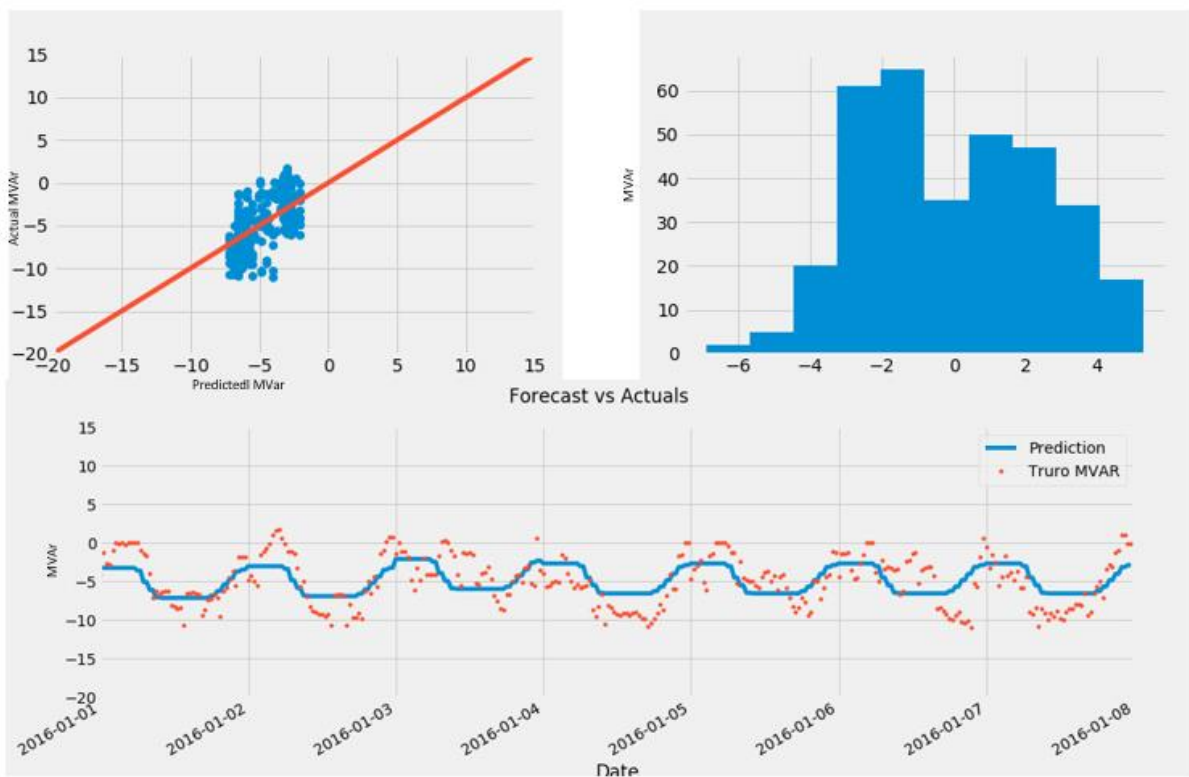 15
10
5
0
−5
−10
−15
−20
Actual MVAr
−20 −15 −10 −5 0 5 10 15
Predictedl MVar
60
50
40
30
20
10
0
MVAr
−6 −4 −2 0 2 4
Forecast vs Actuals
15
10
5
0
−5
−10
−15
−20
MVAr
Prediction
Truro MVAR
2016-01-01 2016-01-02 2016-01-03 2016-01-04 2016-01-05 2016-01-06 2016-01-07 2016-01-08
Date